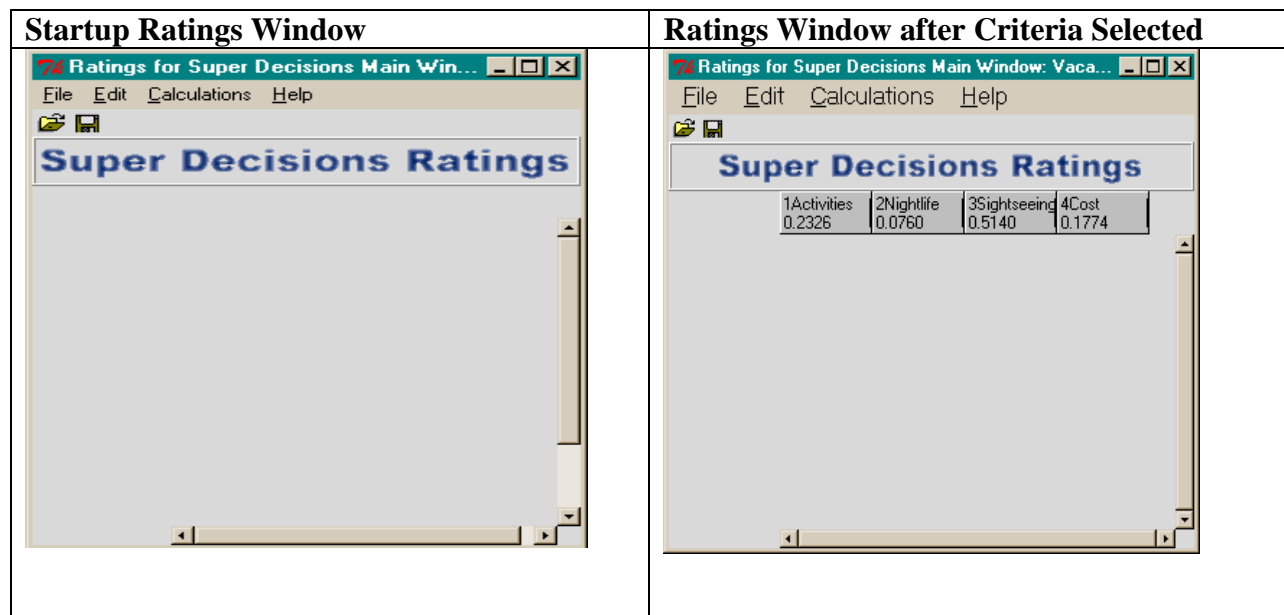 Startup Ratings Window
Ratings for Super Decisions Main Win...
File Edit Calculations Help
Super Decisions Ratings
Ratings Window after Criteria Selected
Ratings for Super Decisions Main Window: Vaca...
File Edit Calculations Help
Super Decisions Ratings
1Activities 2Nightlife 3Sightseeing 4Cost
0.2326 0.0760 0.5140 0.1774